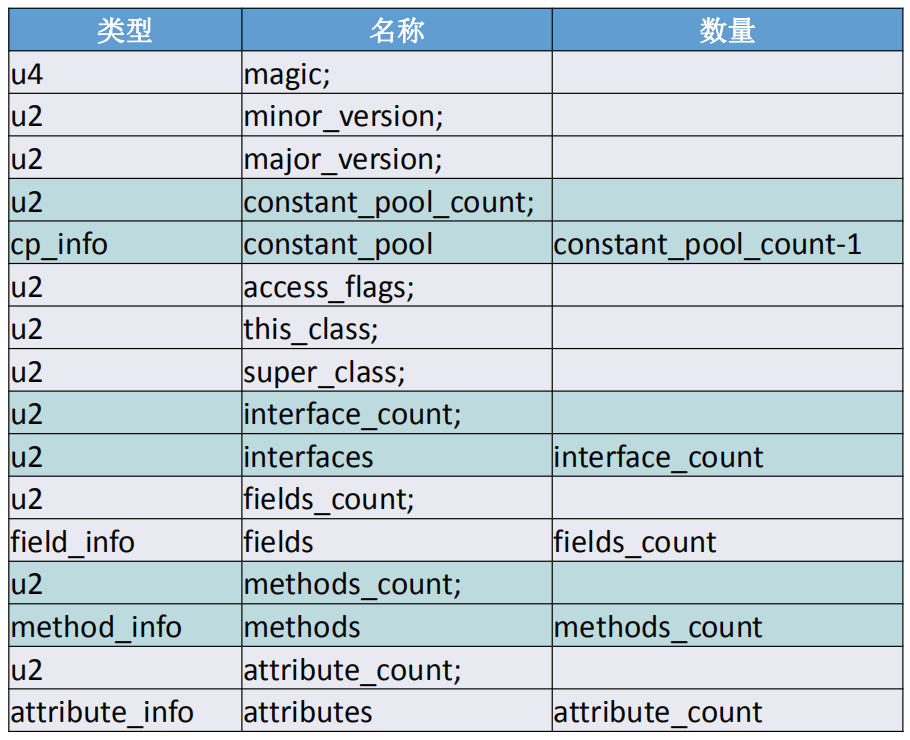 类型 名称 数量
u4 magic;
u2 minor_version;
u2 major_version;
u2 constant_pool_count;
cp_info constant_pool constant_pool_count-1
u2 access_flags;
u2 this_class;
u2 super_class;
u2 interface_count;
u2 interfaces interface_count
u2 fields_count;
field_info fields fields_count
u2 methods_count;
method_info methods methods_count
u2 attribute_count;
attribute_info attributes attribute_count